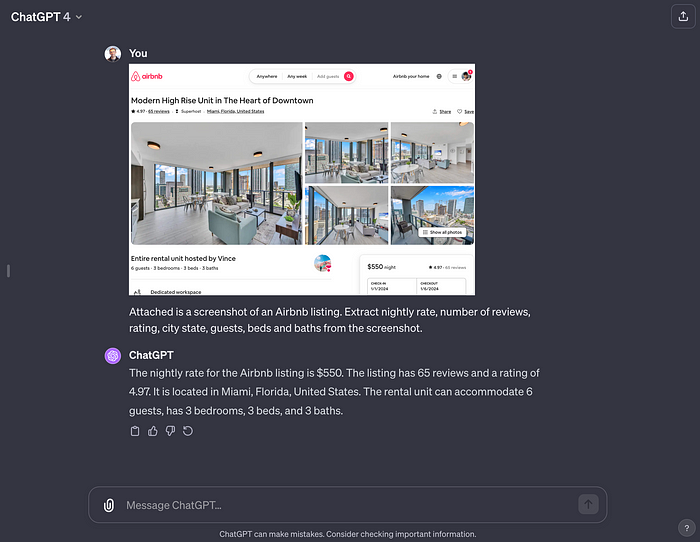 ChatGPT 4
You
airbnb
Anywhere Any week Add guests
Airbnb your home
Modern High Rise Unit in The Heart of Downtown
★ 4.97 · 65 reviews · Superhost · Miami, Florida, United States
Share Save
Show all photos
Entire rental unit hosted by Vince
6 guests · 3 bedrooms · 3 beds · 3 baths
$550 night
★ 4.97 · 65 reviews
CHECK-IN
1/1/2024
CHECKOUT
1/6/2024
Dedicated workspace
Attached is a screenshot of an Airbnb listing. Extract nightly rate, number of reviews,
rating, city state, guests, beds and baths from the screenshot.
ChatGPT
The nightly rate for the Airbnb listing is $550. The listing has 65 reviews and a rating of
4.97. It is located in Miami, Florida, United States. The rental unit can accommodate 6
guests, has 3 bedrooms, 3 beds, and 3 baths.
Message ChatGPT...
ChatGPT can make mistakes. Consider checking important information.
?